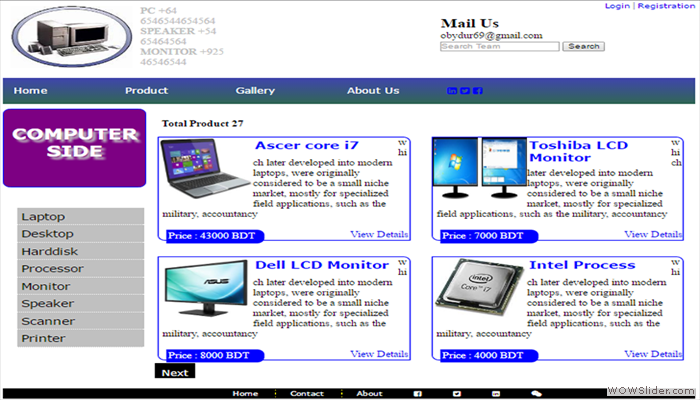 Login | Registration
PC +64
6546544654564
SPEAKER +54
65464564
MONITOR +925
46546544
Mail Us
obydur69@gmail.com
Search Team Search
Home Product Gallery About Us
COMPUTER
SIDE
Laptop
Desktop
Harddisk
Processor
Monitor
Speaker
Scanner
Printer
Total Product 27
Ascer core i7 w
hi
ch later developed into modern
laptops, were originally
considered to be a small niche
market, mostly for specialized
field applications, such as the
military, accountancy
Price : 43000 BDT View Details
Toshiba LCD w
Monitor hi
ch
later developed into modern
laptops, were originally
considered to be a small niche
market, mostly for specialized
field applications, such as the military, accountancy
Price : 7000 BDT View Details
Dell LCD Monitor w
hi
ch later developed into modern
laptops, were originally
considered to be a small niche
market, mostly for specialized
field applications, such as the
military, accountancy
ASUS
Price : 8000 BDT View Details
Intel Process w
hi
ch later developed into modern
laptops, were originally
considered to be a small niche
market, mostly for specialized
field applications, such as the
military, accountancy
intel
Core i7
Price : 4000 BDT View Details
Next
Home Contact About
WOWSlider.com